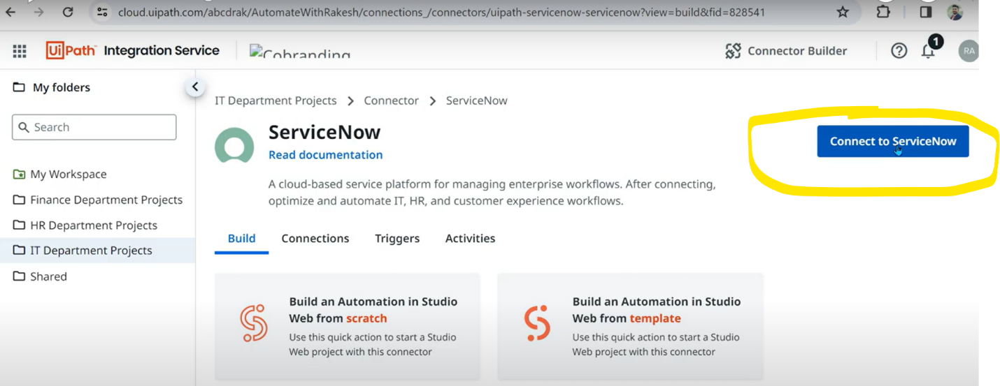 cloud.uipath.com/abcdrak/AutomateWithRakesh/connections_/connectors/uipath-servicenow-servicenow?view=build&fid=828541
UiPath Integration Service
Cobranding
Connector Builder
1
RA
My folders
Search
My Workspace
Finance Department Projects
HR Department Projects
IT Department Projects
Shared
IT Department Projects > Connector > ServiceNow
ServiceNow
Read documentation
Connect to ServiceNow
A cloud-based service platform for managing enterprise workflows. After connecting,
optimize and automate IT, HR, and customer experience workflows.
Build Connections Triggers Activities
Build an Automation in Studio
Web from scratch
Use this quick action to start a Studio
Web project with this connector
Build an Automation in Studio
Web from template
Use this quick action to start a Studio
Web project with this connector